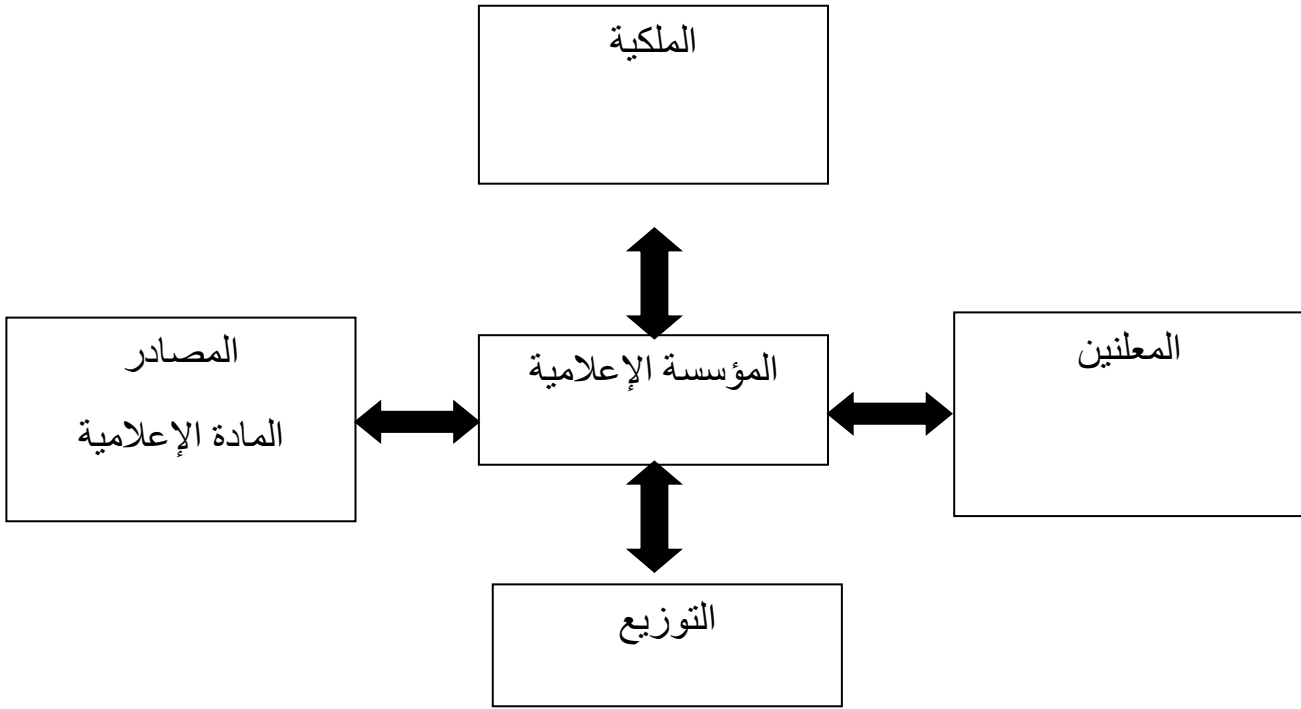 الملكية
المعلنين
المؤسسة الإعلامية
المصادر
المادة الإعلامية
التوزيع